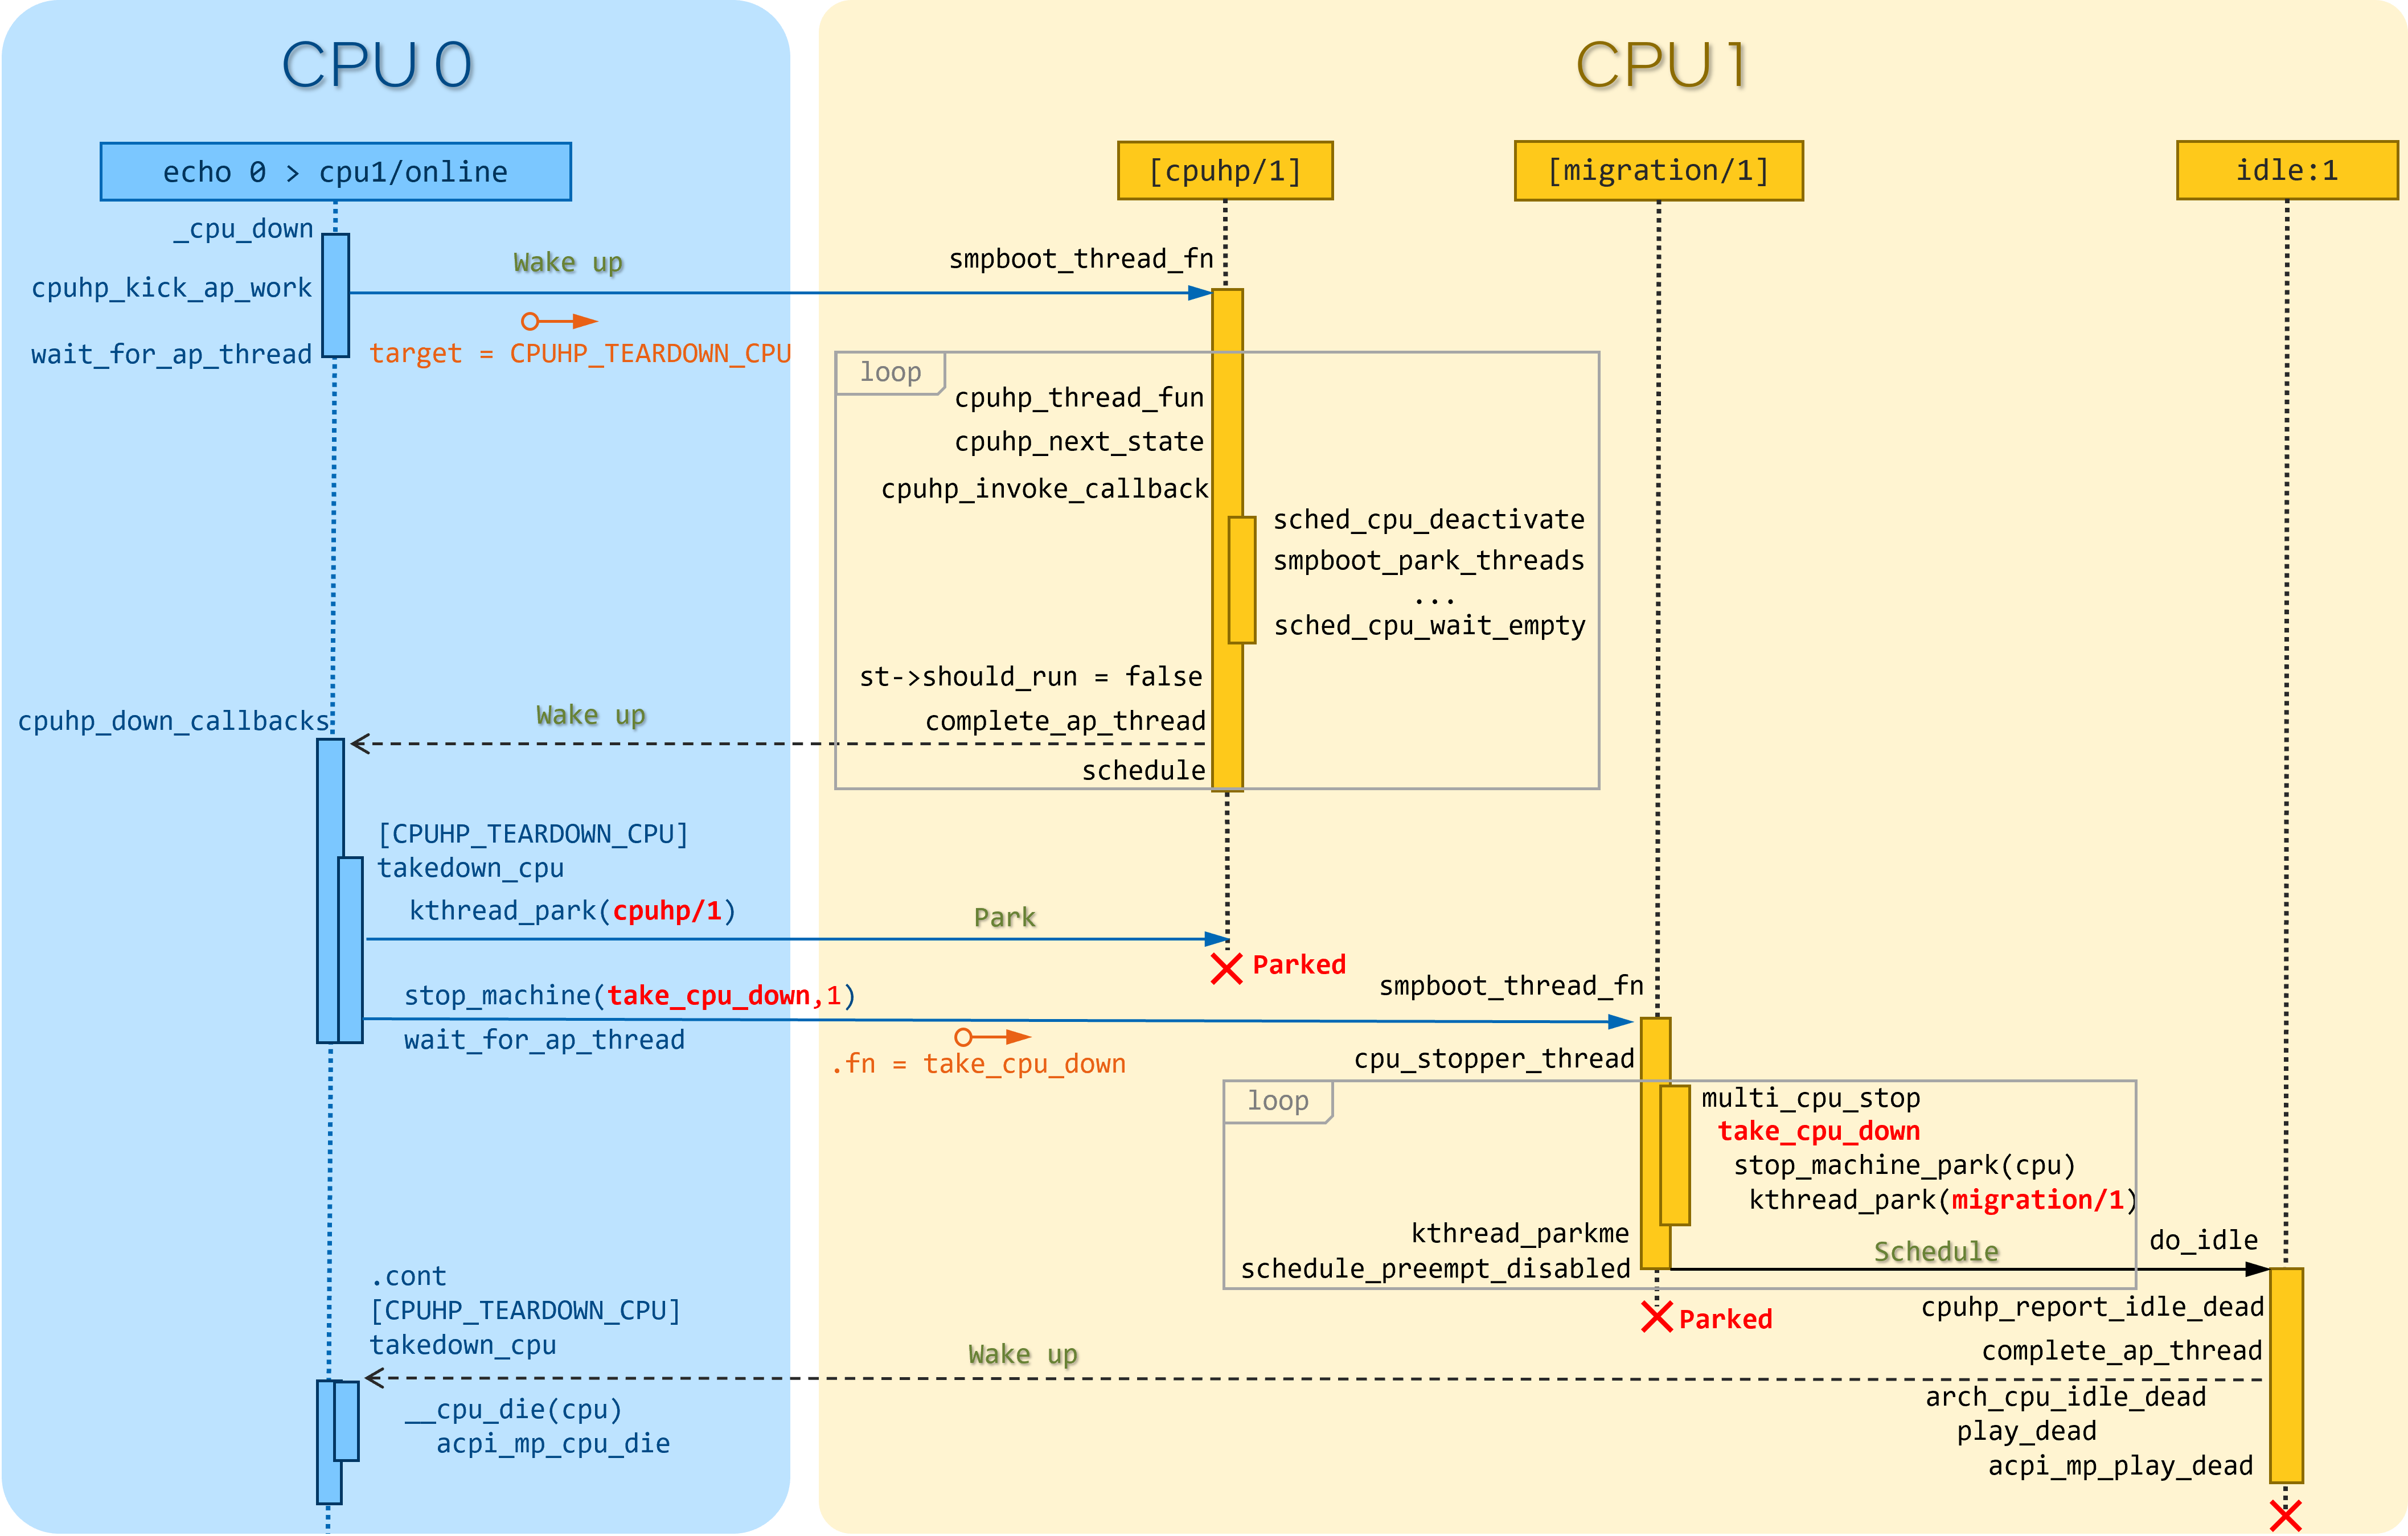 CPU 0
CPU 1
echo 0 > cpu1/online
[cpuhp/1]
[migration/1]
idle:1
_cpu_down
Wake up
smpboot_thread_fn
cpuhp_kick_ap_work
wait_for_ap_thread
target = CPUHP_TEARDOWN_CPU
loop
cpuhp_thread_fun
cpuhp_next_state
cpuhp_invoke_callback
sched_cpu_deactivate
smpboot_park_threads
...
sched_cpu_wait_empty
st->should_run = false
cpuhp_down_callbacks
Wake up
complete_ap_thread
schedule
[CPUHP_TEARDOWN_CPU]
takedown_cpu
kthread_park(cpuhp/1)
Park
Parked
stop_machine(take_cpu_down,1)
smpboot_thread_fn
wait_for_ap_thread
.fn = take_cpu_down
cpu_stopper_thread
loop
multi_cpu_stop
take_cpu_down
stop_machine_park(cpu)
kthread_park(migration/1)
kthread_parkme
schedule_preempt_disabled
Schedule
do_idle
Parked
cpuhp_report_idle_dead
.cont
[CPUHP_TEARDOWN_CPU]
takedown_cpu
Wake up
complete_ap_thread
__cpu_die(cpu)
acpi_mp_cpu_die
arch_cpu_idle_dead
play_dead
acpi_mp_play_dead